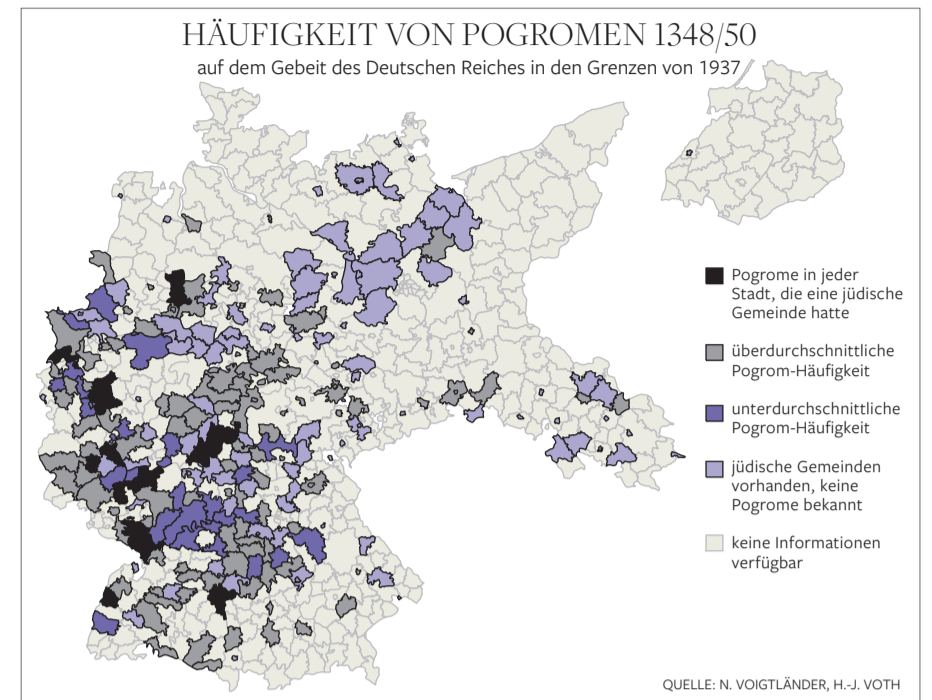 HÄUFIGKEIT VON POGROMEN 1348/50
auf dem Gebeit des Deutschen Reiches in den Grenzen von 1937
Pogrome in jeder
Stadt, die eine jüdische
Gemeinde hatte
überdurchschnittliche
Pogrom-Häufigkeit
unterdurchschnittliche
Pogrom-Häufigkeit
jüdische Gemeinden
vorhanden, keine
Pogrome bekannt
keine Informationen
verfügbar
QUELLE: N. VOIGTLÄNDER, H.-J. VOTH